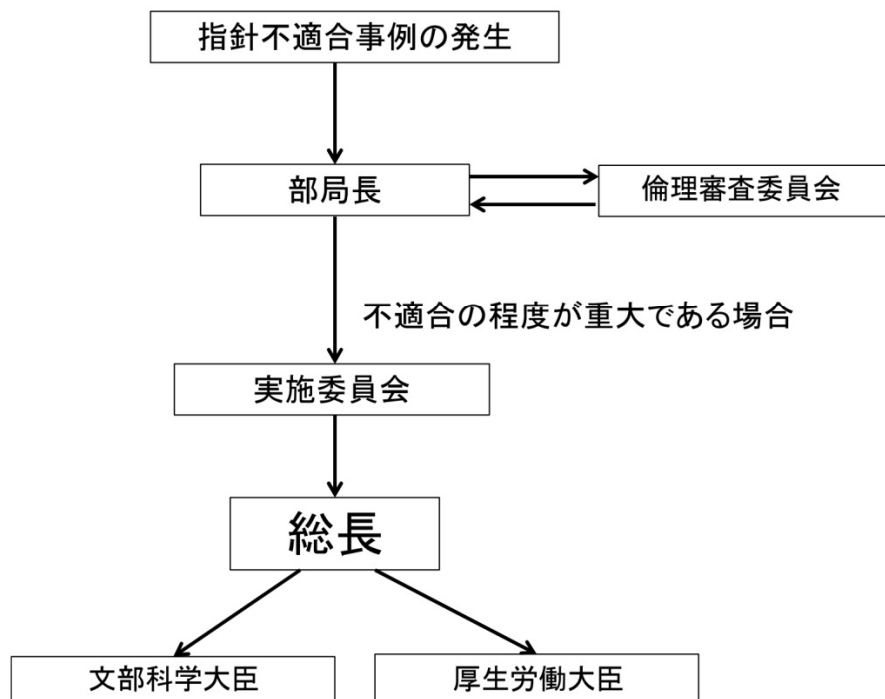 指針不適合事例の発生
部局長
倫理審査委員会
不適合の程度が重大である場合
実施委員会
総長
文部科学大臣
厚生労働大臣